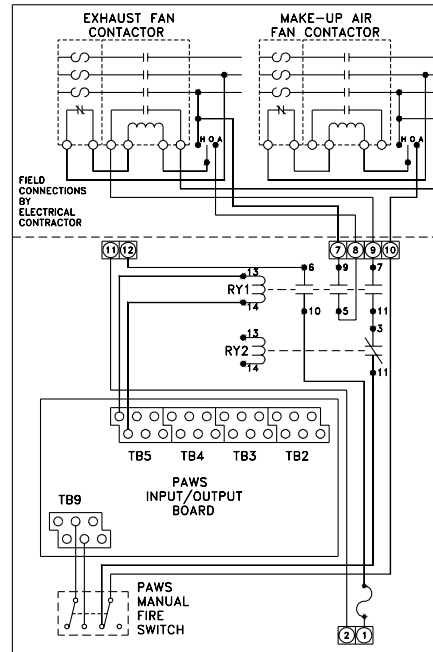 EXHAUST FAN
CONTACTOR
MAKE-UP AIR
FAN CONTACTOR
H O A
H O A
FIELD
CONNECTIONS
BY
ELECTRICAL
CONTRACTOR
11 12
7 8 9 10
13
6 9 7
RY1
14
10 5 11
3
13
RY2
14
11
TB5 TB4 TB3 TB2
PAWS
INPUT/OUTPUT
BOARD
TB9
PAWS
MANUAL
FIRE
SWITCH
2 1